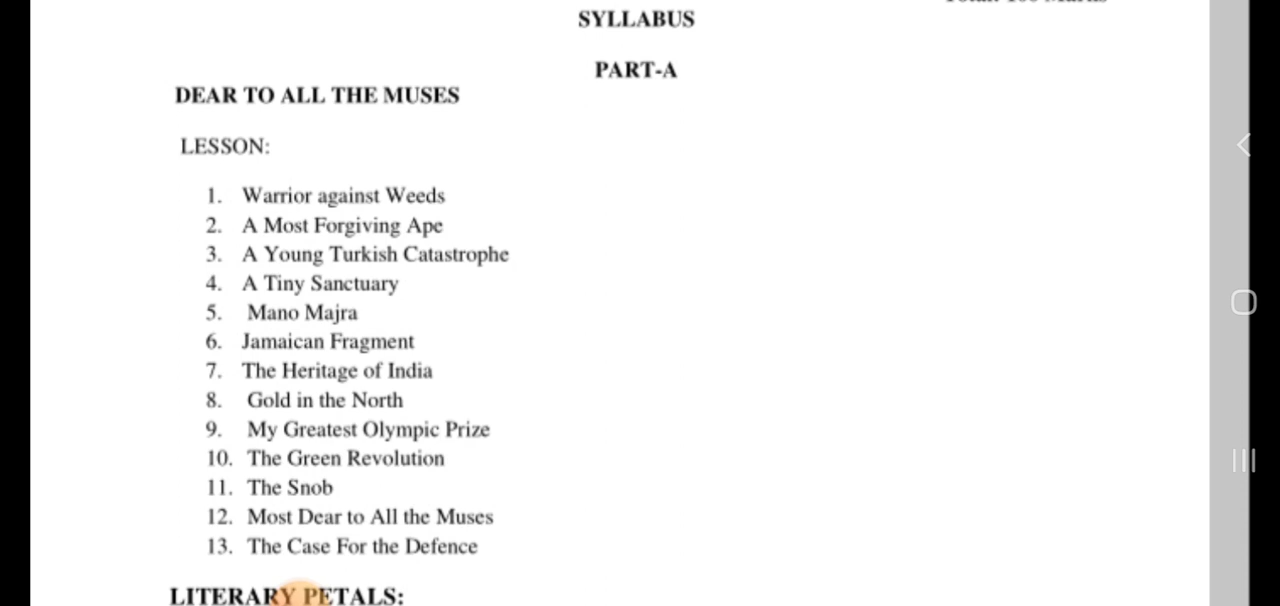 SYLLABUS
PART-A
DEAR TO ALL THE MUSES
LESSON:
1. Warrior against Weeds
2. A Most Forgiving Ape
3. A Young Turkish Catastrophe
4. A Tiny Sanctuary
5. Mano Majra
6. Jamaican Fragment
7. The Heritage of India
8. Gold in the North
9. My Greatest Olympic Prize
10. The Green Revolution
11. The Snob
12. Most Dear to All the Muses
13. The Case For the Defence
LITERARY PETALS: